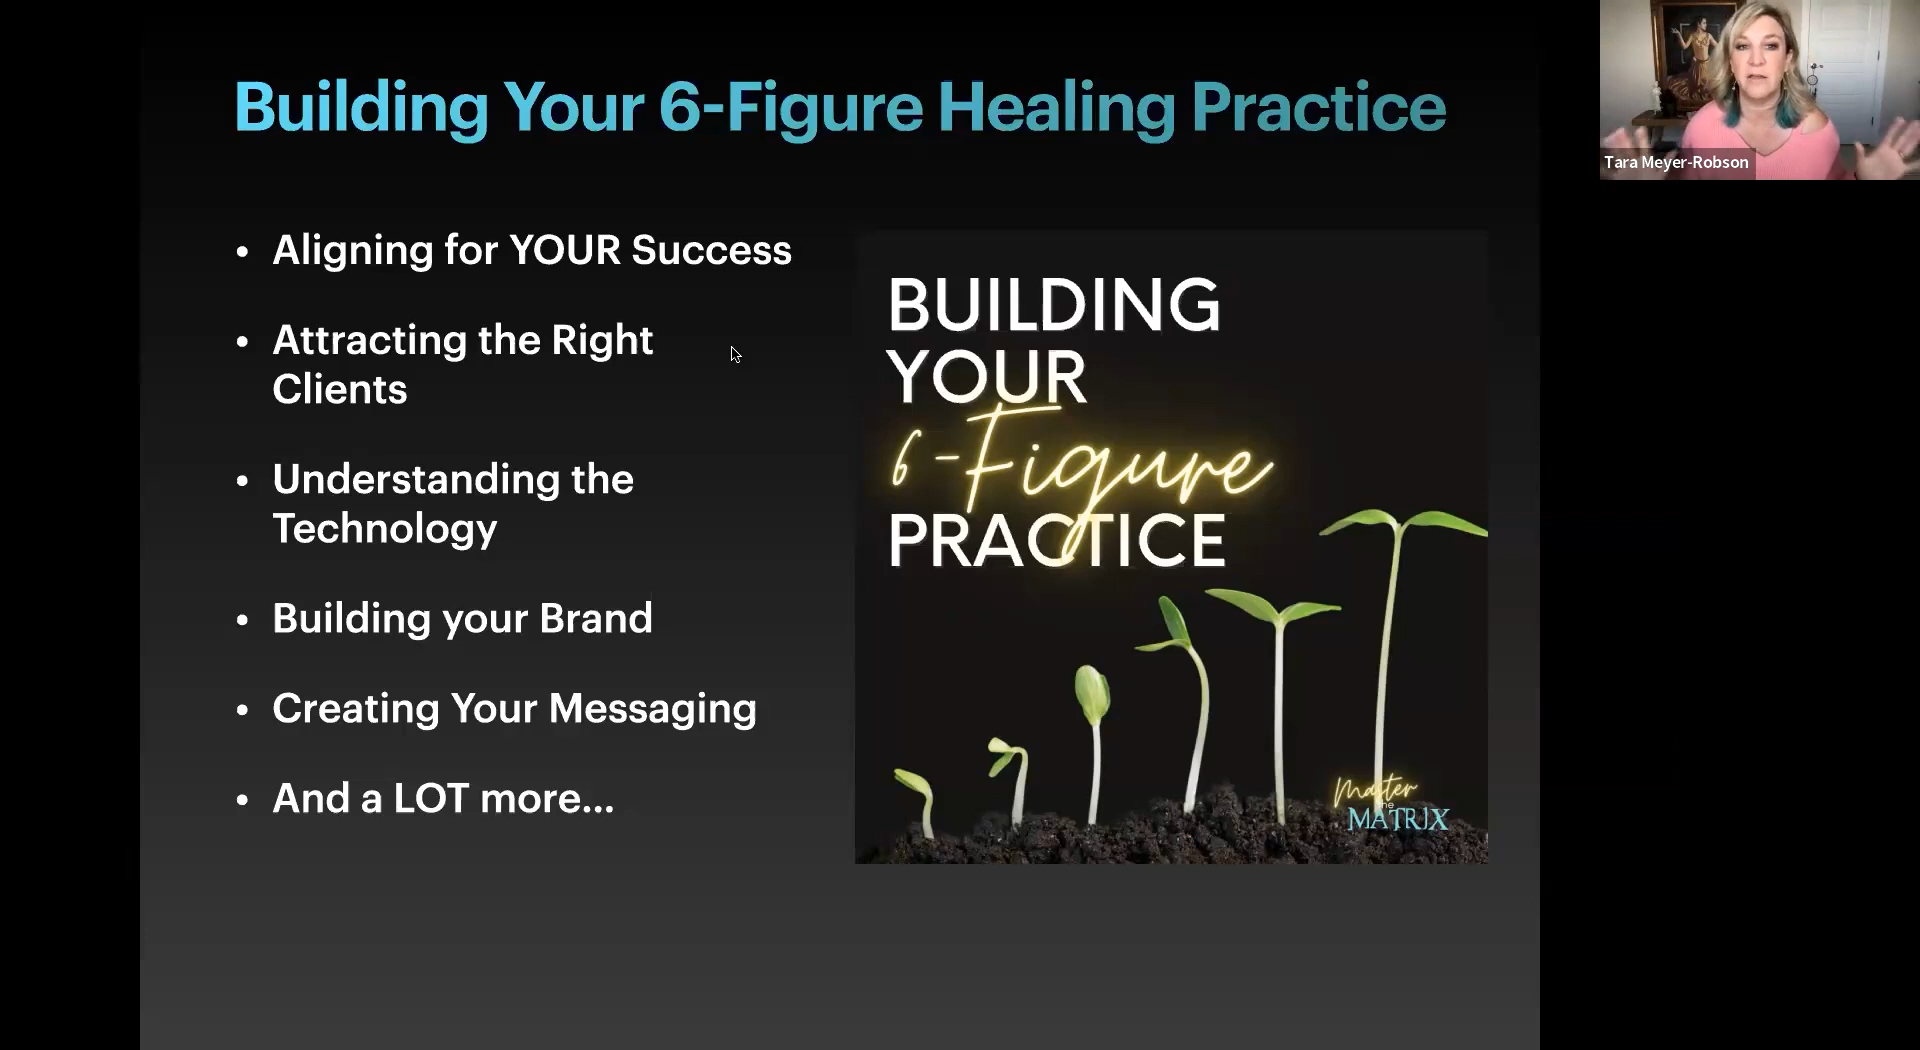 Building Your 6-Figure Healing Practice
Tara Meyer-Robson
• Aligning for YOUR Success
• Attracting the Right
Clients
• Understanding the
Technology
• Building your Brand
• Creating Your Messaging
• And a LOT more...
BUILDING
YOUR
6-Figure
PRACTICE
Master
the
MATRIX